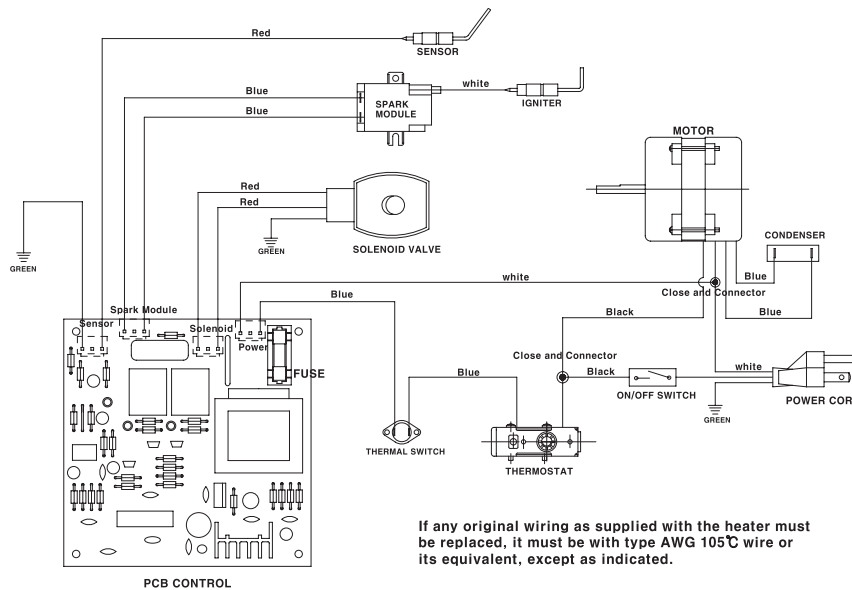 Red
SENSOR
Blue
white
SPARK
MODULE
IGNITER
Blue
MOTOR
Red
Red
CONDENSER
GREEN
SOLENOID VALVE
GREEN
white
Blue
Blue
Close and Connector
Spark Module
Black
Blue
Sensor
Solenoid
Power
Close and Connector
FUSE
Blue
Black
white
ON/OFF SWITCH
POWER COR
GREEN
THERMAL SWITCH
THERMOSTAT
If any original wiring as supplied with the heater must
be replaced, it must be with type AWG 105℃ wire or
its equivalent, except as indicated.
PCB CONTROL